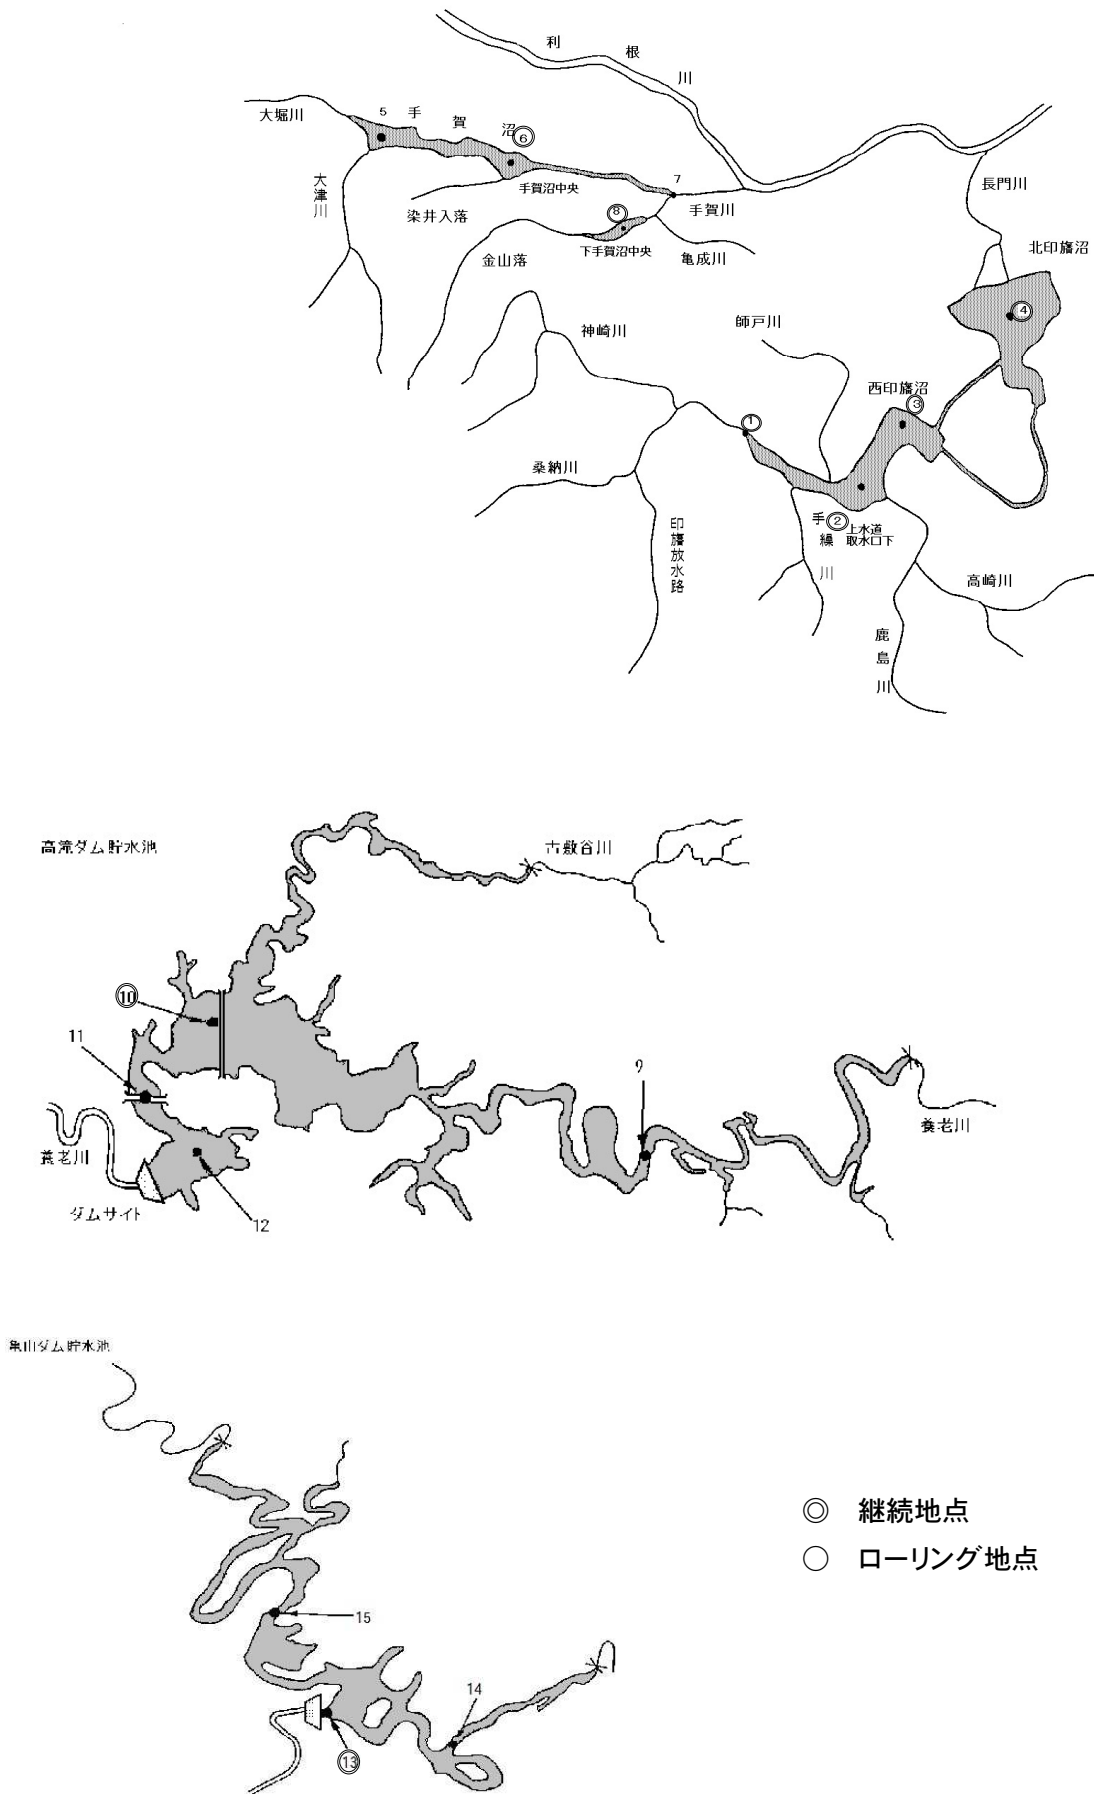 利根川
大堀川
5
手賀沼
⑥
大津川
手賀沼中央
7
長門川
染井入落
⑧
手賀川
金山落
下手賀沼中央
亀成川
北印旛沼
④
神崎川
師戸川
西印旛沼
③
①
桑納川
印旛放水路
手繰川
②
上水道
取水口下
高崎川
鹿島川
高滝ダム貯水池
古敷谷川
⑩
11
9
養老川
養老川
ダムサイト
12
亀山ダム貯水池
◎ 継続地点
○ ローリング地点
15
14
⑬